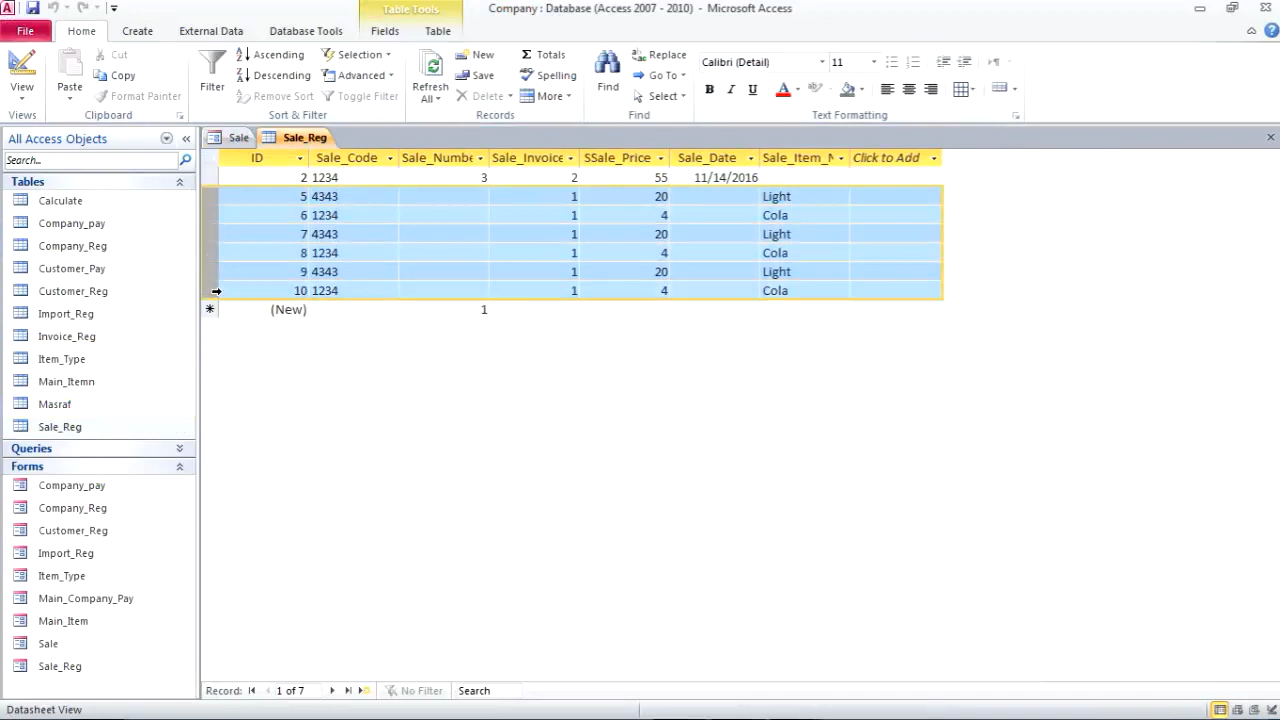 Table Tools
Company : Database (Access 2007 - 2010) - Microsoft Access
File Home Create External Data Database Tools Fields Table
Cut Ascending Selection New Totals Replace
Calibri (Detail) 11
Copy Descending Advanced Save Spelling Go To
View Paste Filter Refresh All Find
B I U A
Format Painter Remove Sort Toggle Filter Delete More Select
Views Clipboard Sort & Filter Records Find Text Formatting
All Access Objects
Sale Sale_Reg
Search...
ID Sale_Code Sale_Numbe Sale_Invoice SSale_Price Sale_Date Sale_Item_N Click to Add
2 1234 3 2 55 11/14/2016
5 4343 1 20 Light
6 1234 1 4 Cola
7 4343 1 20 Light
8 1234 1 4 Cola
9 4343 1 20 Light
10 1234 1 4 Cola
(New) 1
Tables
Calculate
Company_pay
Company_Reg
Customer_Pay
Customer_Reg
Import_Reg
Invoice_Reg
Item_Type
Main_Itemn
Masraf
Sale_Reg
Queries
Forms
Company_pay
Company_Reg
Customer_Reg
Import_Reg
Item_Type
Main_Company_Pay
Main_Item
Sale
Sale_Reg
Record: 1 of 7 No Filter Search
Datasheet View